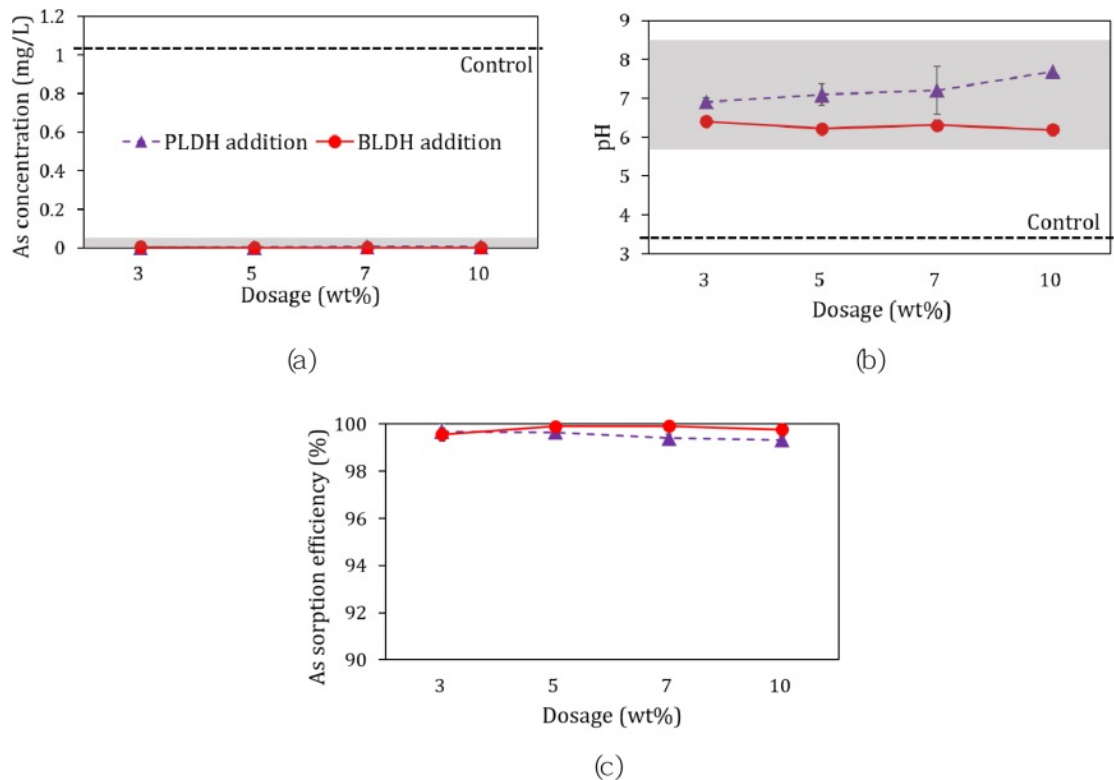 As concentration (mg/L)
1.2
1
0.8
0.6
0.4
0.2
0
Control
PLDH addition
BLDH addition
3 5 7 10
Dosage (wt%)
(a)
pH
9
8
7
6
5
4
3
Control
3 5 7 10
Dosage (wt%)
(b)
As sorption efficiency (%)
100
98
96
94
92
90
3 5 7 10
Dosage (wt%)
(c)